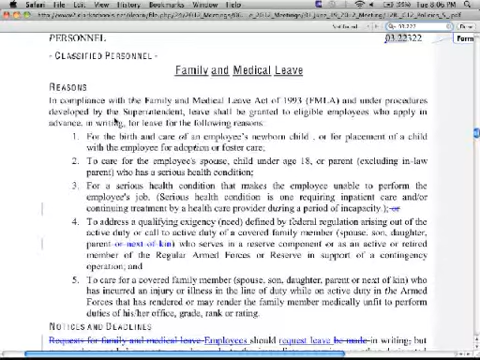 Safari File Edit View History Bookmarks Window Help Tue 8:06 PM
03.222
PERSONNEL 03.22322
- CLASSIFIED PERSONNEL -
Family and Medical Leave
REASONS
In compliance with the Family and Medical Leave Act of 1993 (FMLA) and under procedures
developed by the Superintendent, leave shall be granted to eligible employees who apply in
advance, in writing, for leave for the following reasons:
1. For the birth and care of an employee's newborn child , or for placement of a child
with the employee for adoption or foster care;
2. To care for the employee's spouse, child under age 18, or parent (excluding in-law
parent) who has a serious health condition;
3. For a serious health condition that makes the employee unable to perform the
employee's job. (Serious health condition is one requiring inpatient care and/or
continuing treatment by a health care provider during a period of incapacity.); or
4. To address a qualifying exigency (need) defined by federal regulation arising out of the
active duty or call to active duty of a covered family member (spouse, son, daughter,
parent or next of kin) who serves in a reserve component or as an active or retired
member of the Regular Armed Forces or Reserve in support of a contingency
operation; and
5. To care for a covered family member (spouse, son, daughter, parent or next of kin) who
has incurred an injury or illness in the line of duty while on active duty in the Armed
Forces that has rendered or may render the family member medically unfit to perform
duties of his/her office, grade, rank or rating.
NOTICES AND DEADLINES
Requests for family and medical leave Employees should request leave be made in writing; but